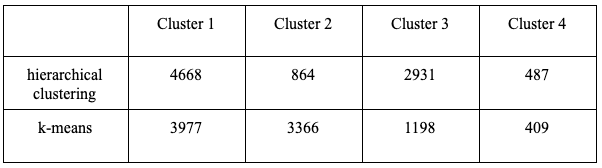 Cluster 1 Cluster 2 Cluster 3 Cluster 4
hierarchical
clustering 4668 864 2931 487
k-means 3977 3366 1198 409